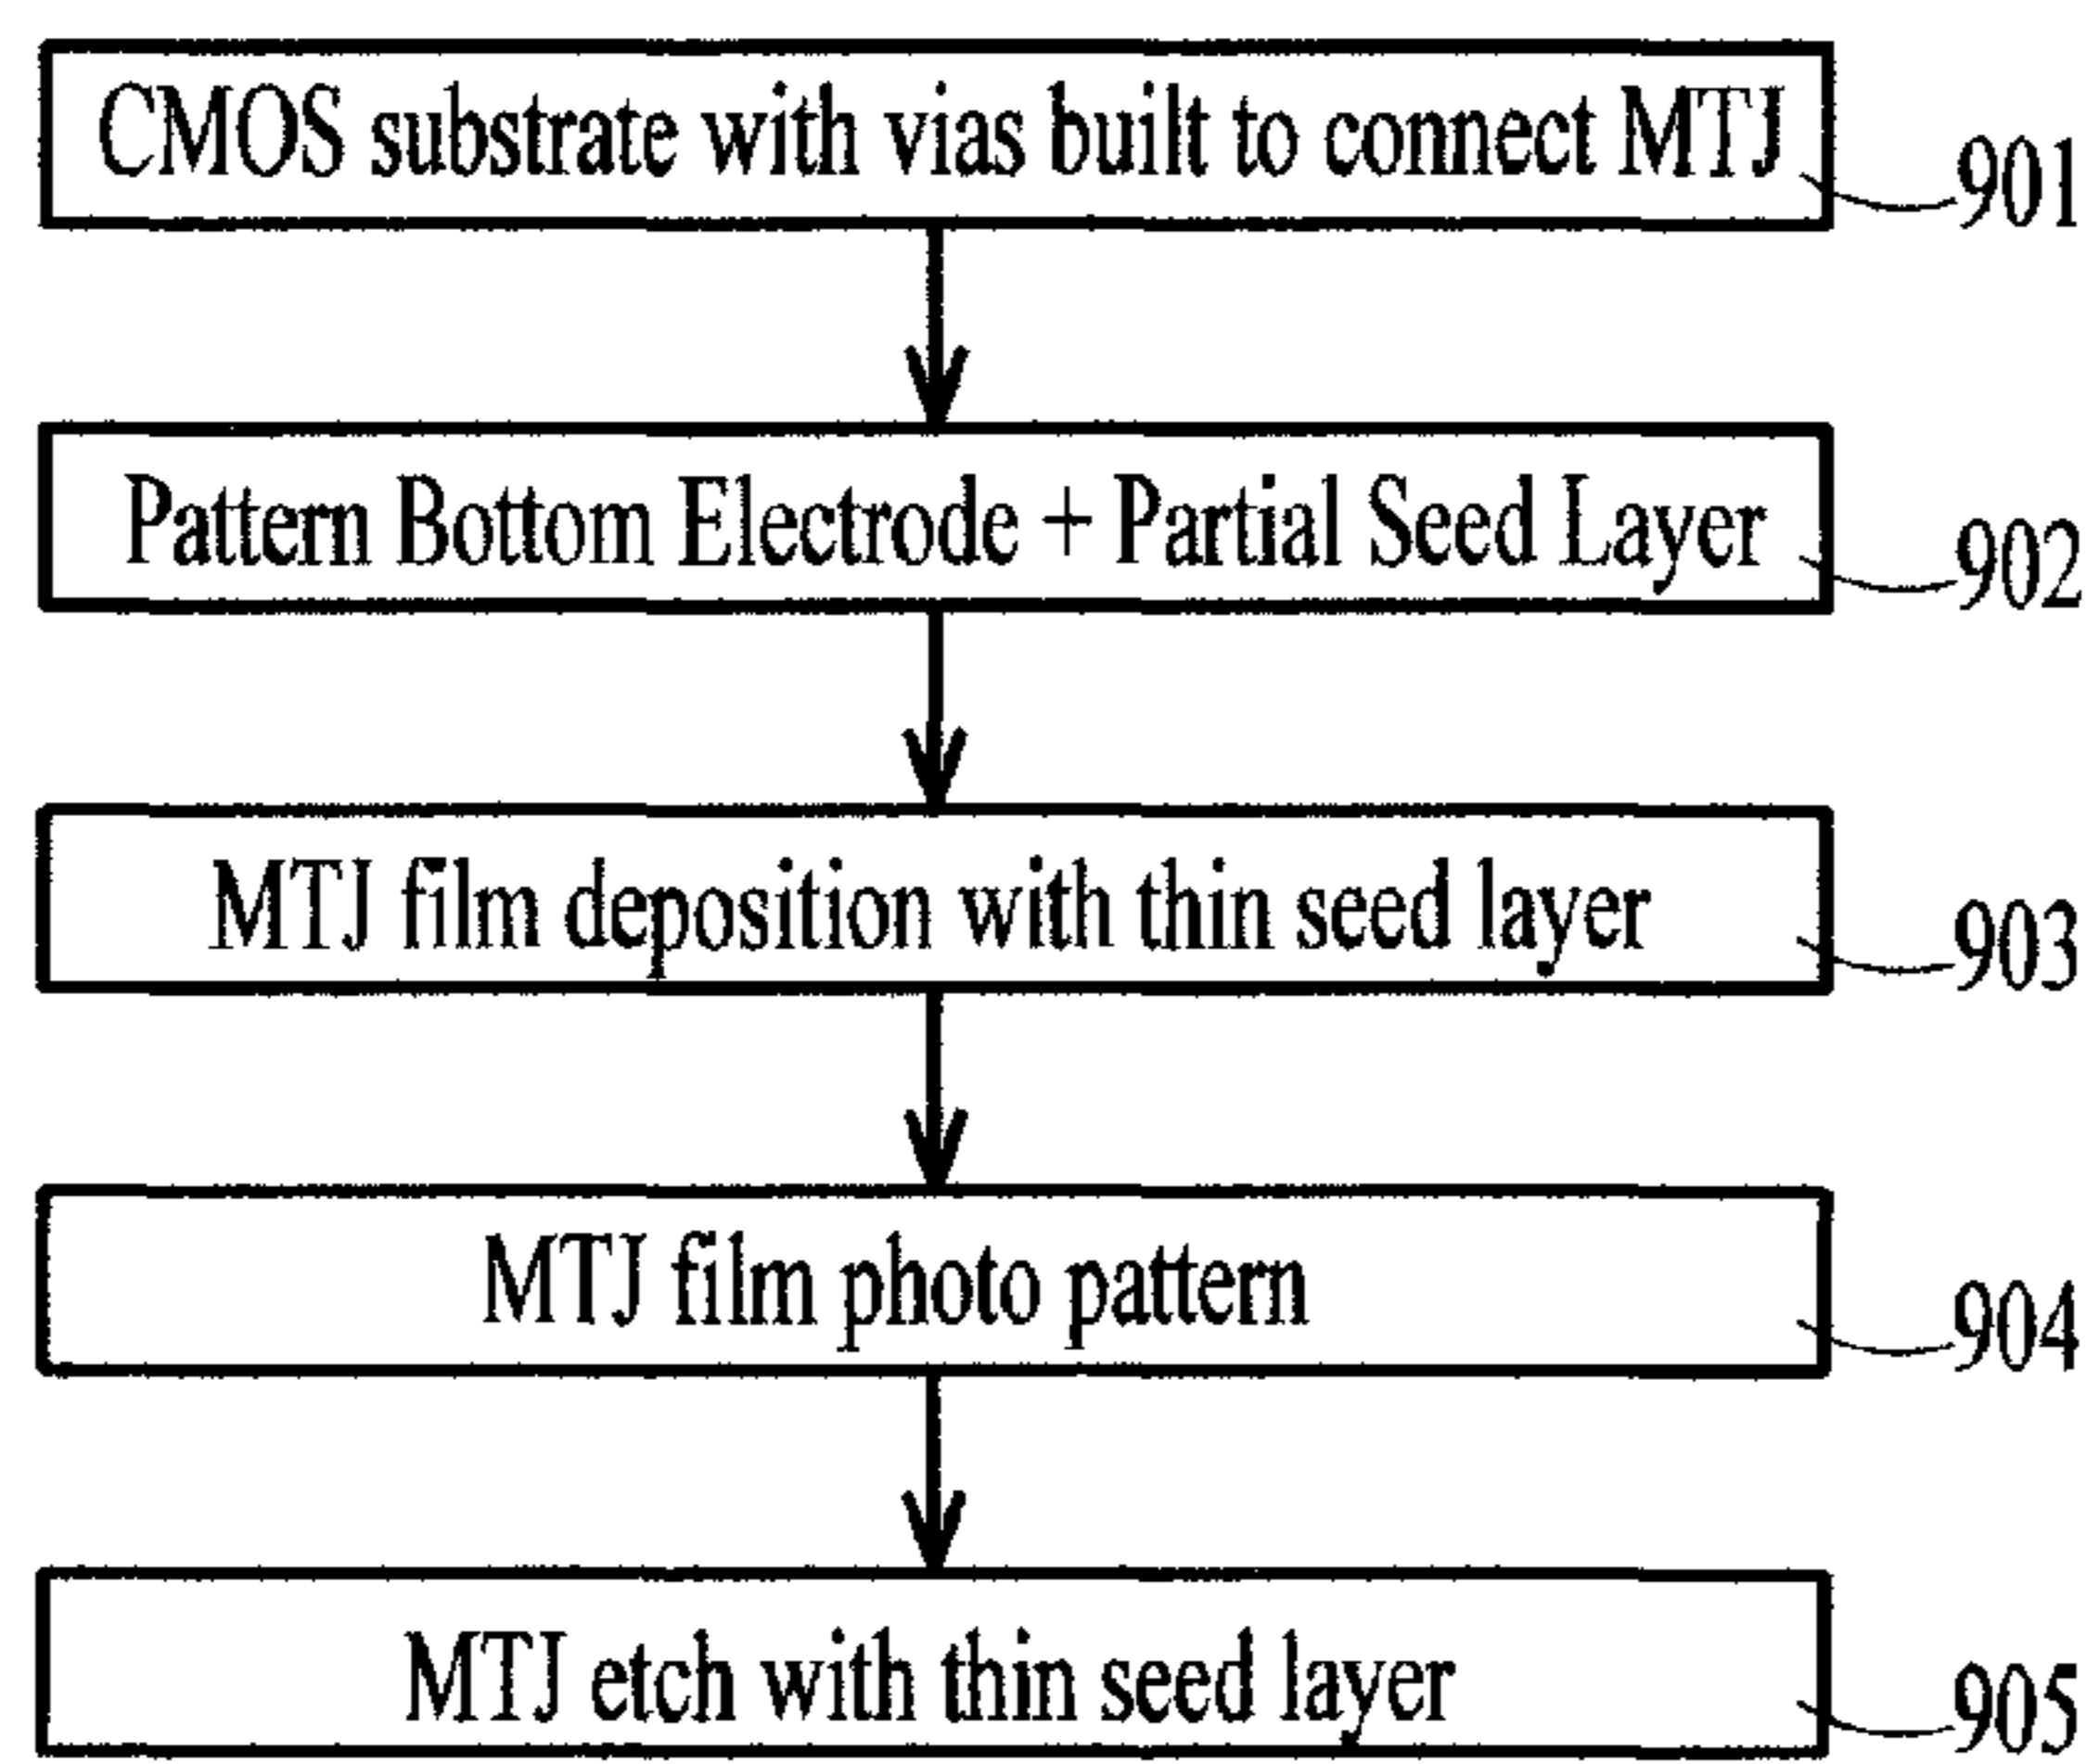 CMOS substrate with vias built to connect MTJ
901
Pattern Bottom Electrode + Partial Seed Layer
902
MTJ film deposition with thin seed layer
903
MTJ film photo pattern
904
MTJ etch with thin seed layer
905